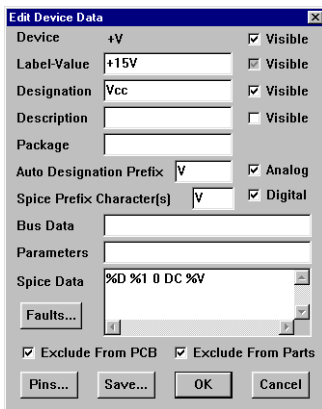 Edit Device Data
Device +V Visible
Label-Value +15V Visible
Designation Vcc Visible
Description Visible
Package
Auto Designation Prefix V Analog
Spice Prefix Character(s) V Digital
Bus Data
Parameters
Spice Data %D %1 0 DC %V
Faults...
Exclude From PCB Exclude From Parts
Pins... Save... OK Cancel